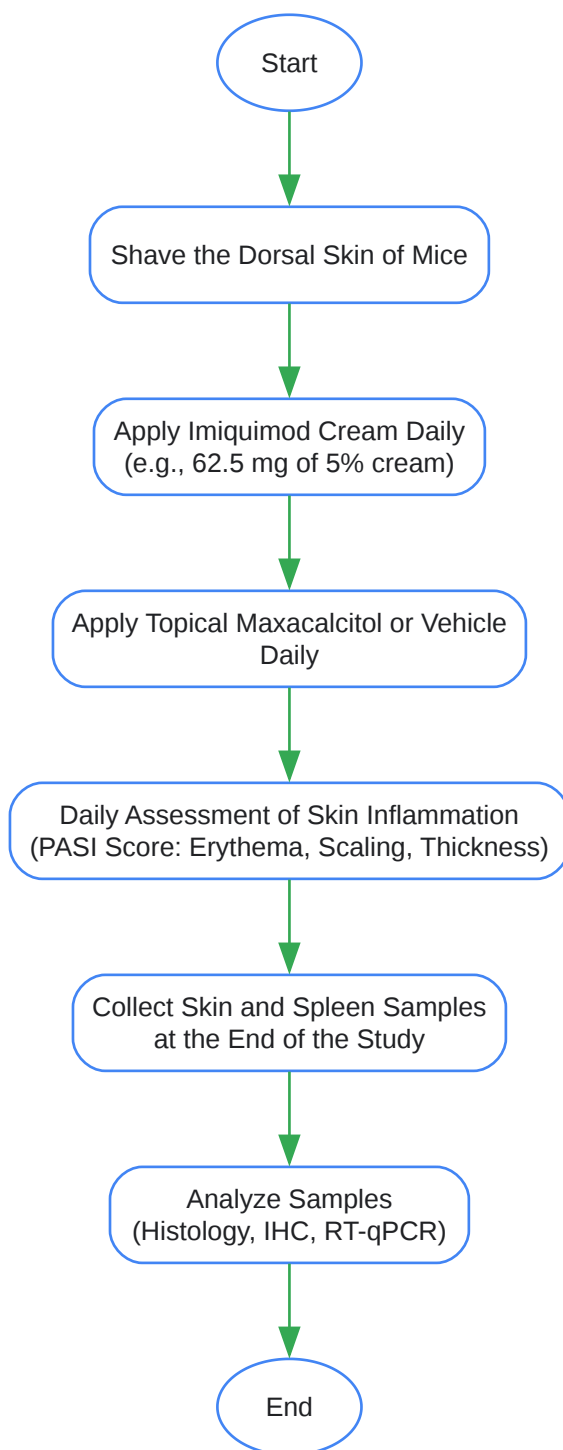 Start
Shave the Dorsal Skin of Mice
Apply Imiquimod Cream Daily
(e.g., 62.5 mg of 5% cream)
Apply Topical Maxacalcitol or Vehicle
Daily
Daily Assessment of Skin Inflammation
(PASI Score: Erythema, Scaling, Thickness)
Collect Skin and Spleen Samples
at the End of the Study
Analyze Samples
(Histology, IHC, RT-qPCR)
End